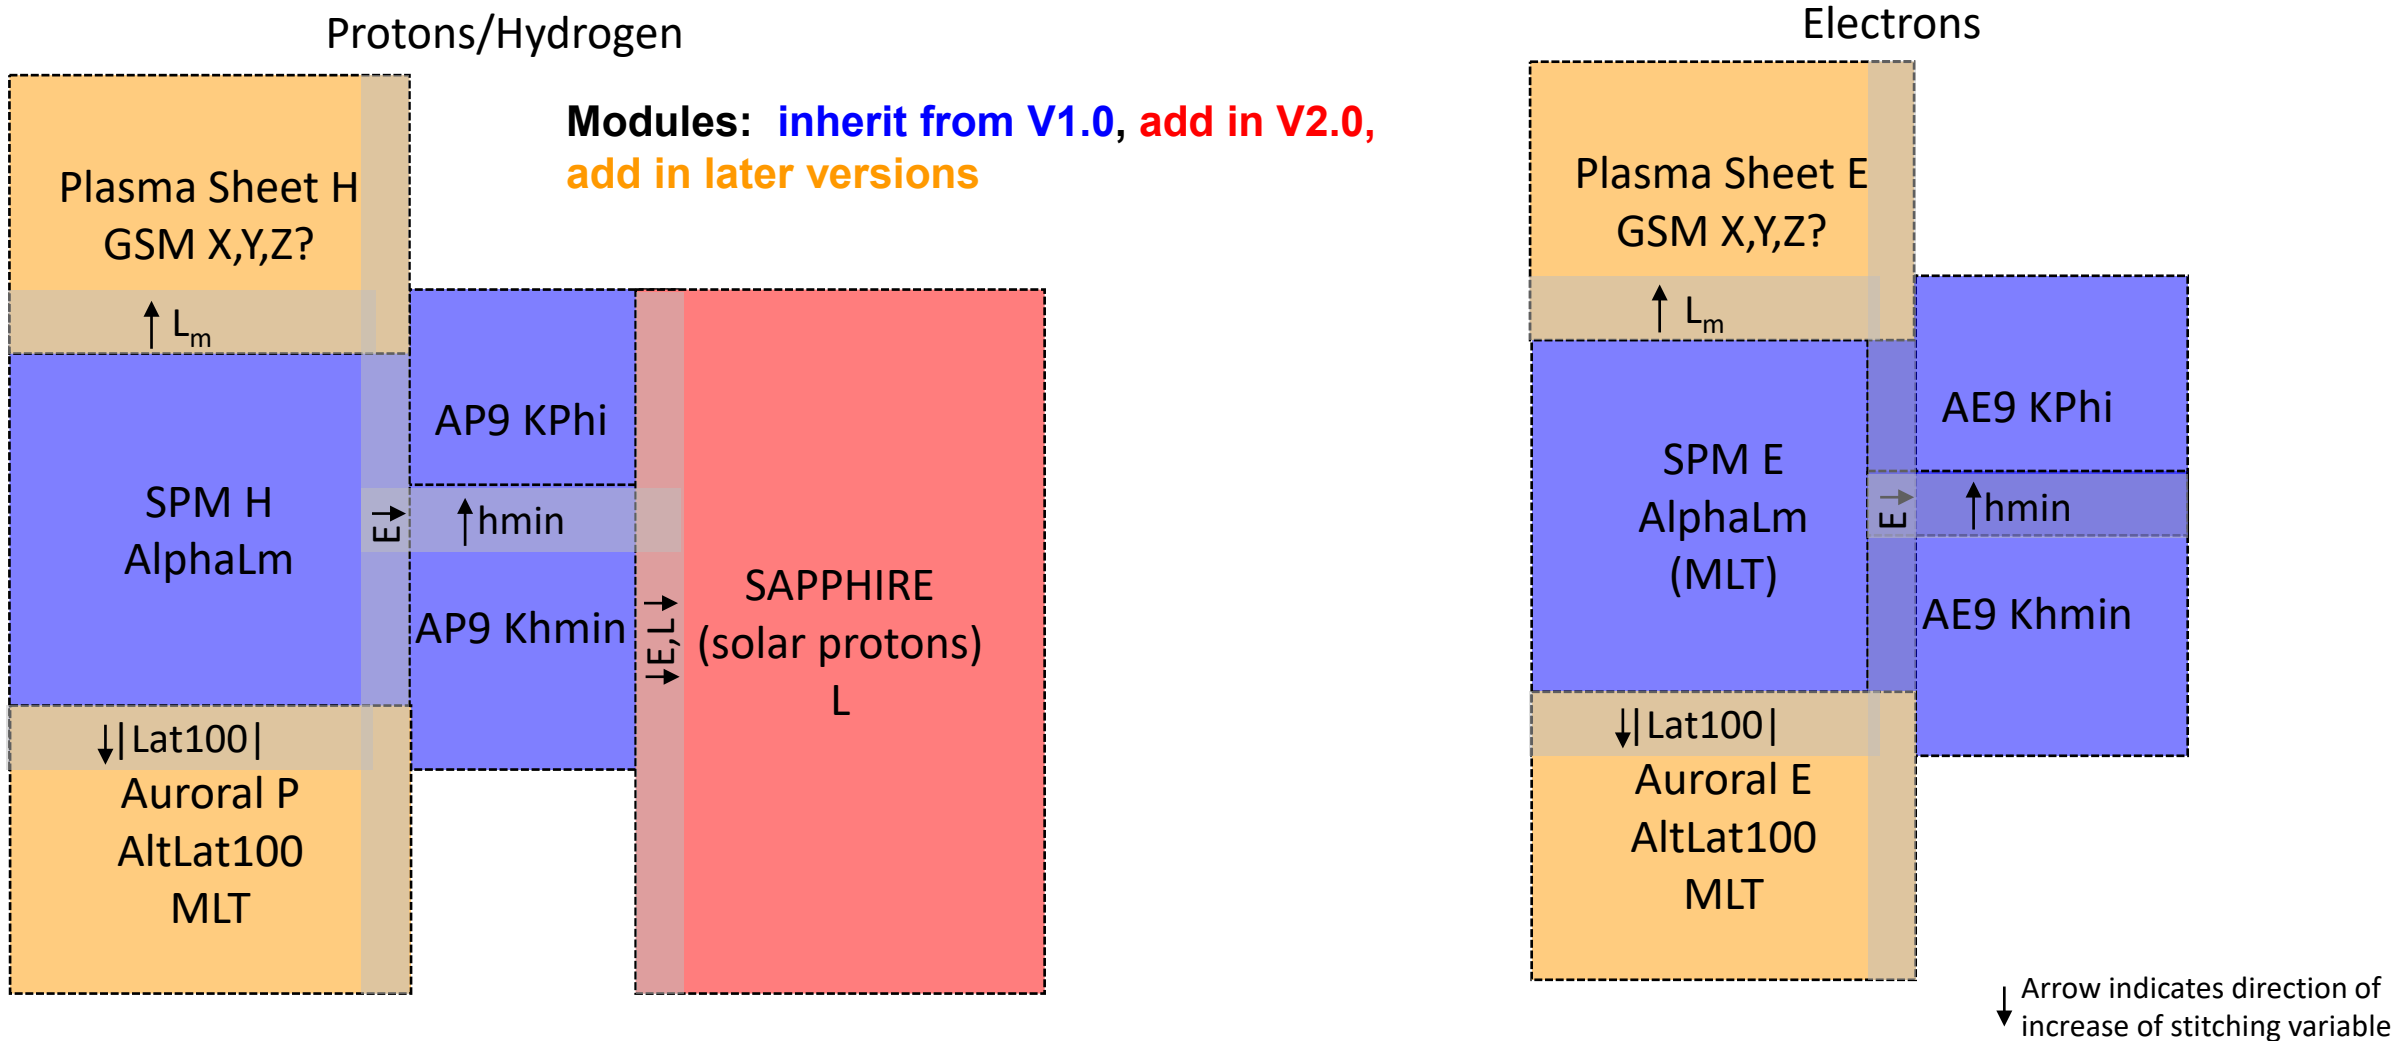 Protons/Hydrogen
Electrons
Modules:  inherit from V1.0, add in V2.0,
add in later versions
Plasma Sheet H
GSM X,Y,Z?
Lm
SPM H
AlphaLm
E
|Lat100|
Auroral P
AltLat100
MLT
AP9 KPhi
hmin
AP9 Khmin
E,L
SAPPHIRE
(solar protons)
L
Plasma Sheet E
GSM X,Y,Z?
Lm
SPM E
AlphaLm
(MLT)
E
|Lat100|
Auroral E
AltLat100
MLT
AE9 KPhi
hmin
AE9 Khmin
Arrow indicates direction of
increase of stitching variable